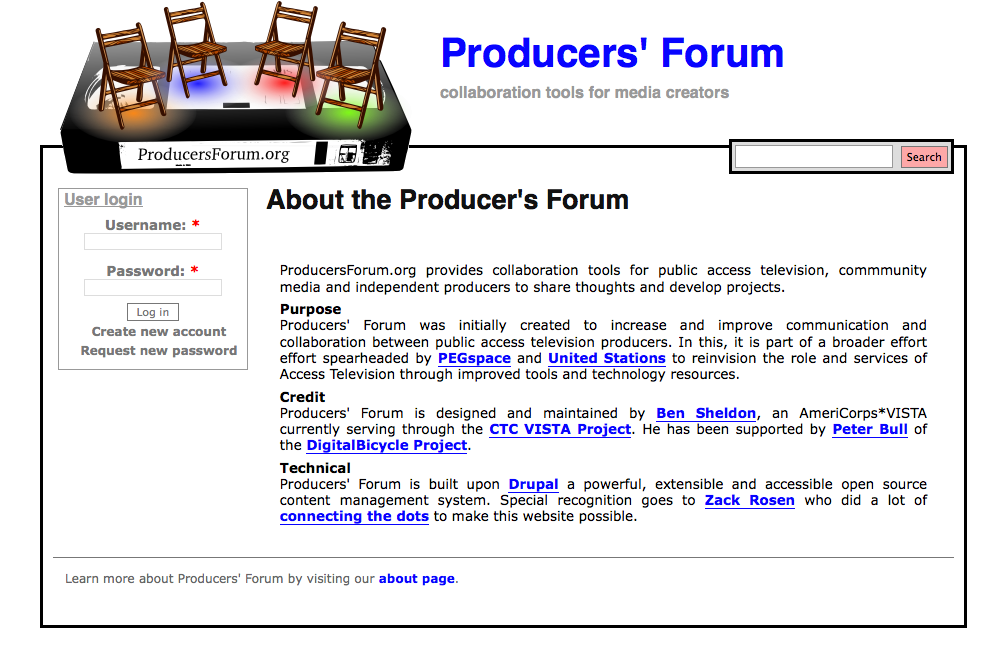 Producers' Forum
collaboration tools for media creators
ProducersForum.org
Search
User login
Username: *
Password: *
Log in
Create new account
Request new password
About the Producer's Forum
ProducersForum.org provides collaboration tools for public access television, commmunity
media and independent producers to share thoughts and develop projects.
Purpose
Producers' Forum was initially created to increase and improve communication and
collaboration between public access television producers. In this, it is part of a broader effort
effort spearheaded by PEGspace and United Stations to reinvision the role and services of
Access Television through improved tools and technology resources.
Credit
Producers' Forum is designed and maintained by Ben Sheldon, an AmeriCorps*VISTA
currently serving through the CTC VISTA Project. He has been supported by Peter Bull of
the DigitalBicycle Project.
Technical
Producers' Forum is built upon Drupal a powerful, extensible and accessible open source
content management system. Special recognition goes to Zack Rosen who did a lot of
connecting the dots to make this website possible.
Learn more about Producers' Forum by visiting our about page.